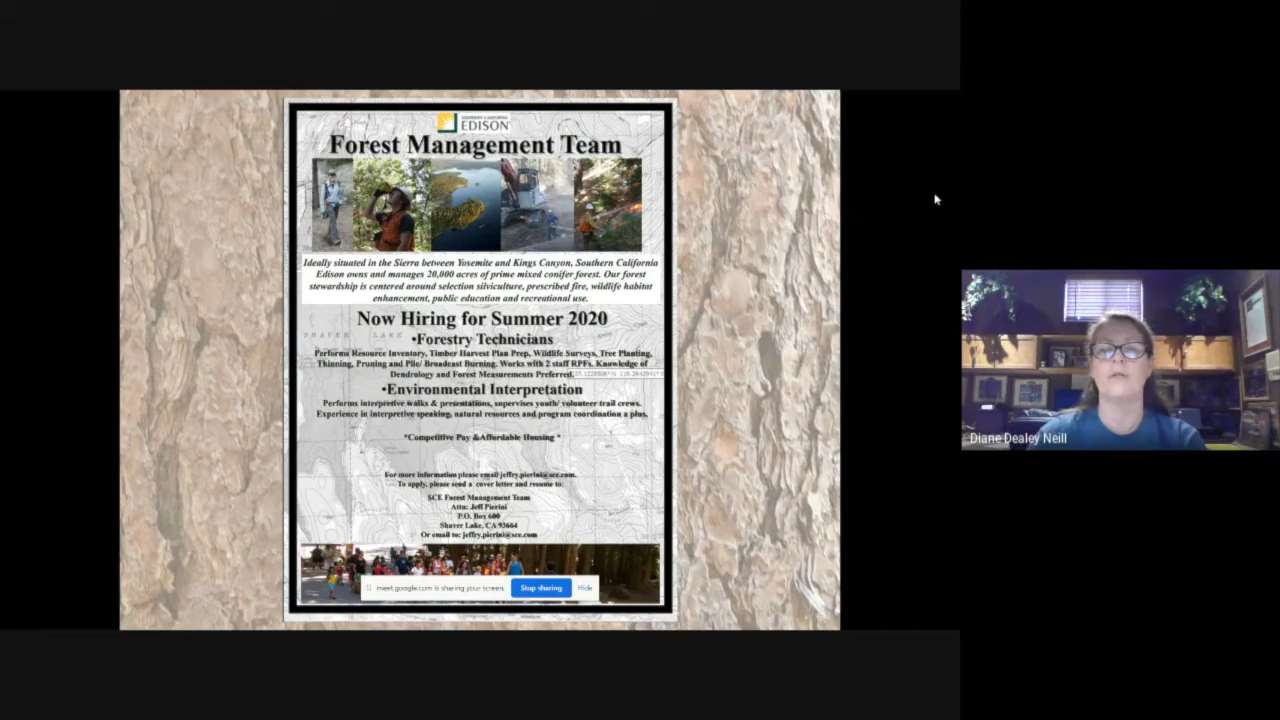 SOUTHERN CALIFORNIA
EDISON
Forest Management Team
Ideally situated in the Sierra between Yosemite and Kings Canyon, Southern California
Edison owns and manages 20,000 acres of prime mixed conifer forest. Our forest
stewardship is centered around selection silviculture, prescribed fire, wildlife habitat
enhancement, public education and recreational use.
Now Hiring for Summer 2020
SHAVER LAKE
•Forestry Technicians
Performs Resource Inventory, Timber Harvest Plan Prep, Wildlife Surveys, Tree Planting,
Thinning, Pruning and Pile/ Broadcast Burning. Works with 2 staff RPFs. Knowledge of
Dendrology and Forest Measurements Preferred.
•Environmental Interpretation
Performs interpretive walks & presentations, supervises youth/ volunteer trail crews.
Experience in interpretive speaking, natural resources and program coordination a plus.
*Competitive Pay &Affordable Housing *
For more information please email jeffry.pierini@sce.com.
To apply, please send a cover letter and resume to:
SCE Forest Management Team
Attn: Jeff Pierini
P.O. Box 600
Shaver Lake, CA 93664
Or email to: jeffry.pierini@sce.com
meet.google.com is sharing your screen.
Stop sharing
Hide
Diane Dealey Neill